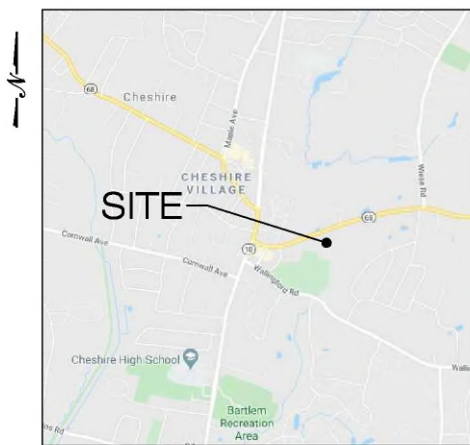 N
68
Cheshire
Maple Ave
CHESHIRE
VILLAGE
Wiese Rd
SITE
68
Cornwall Ave
10
Cornwall Ave
Wallingford Rd
Cheshire High School
Bartlem
Recreation
Area